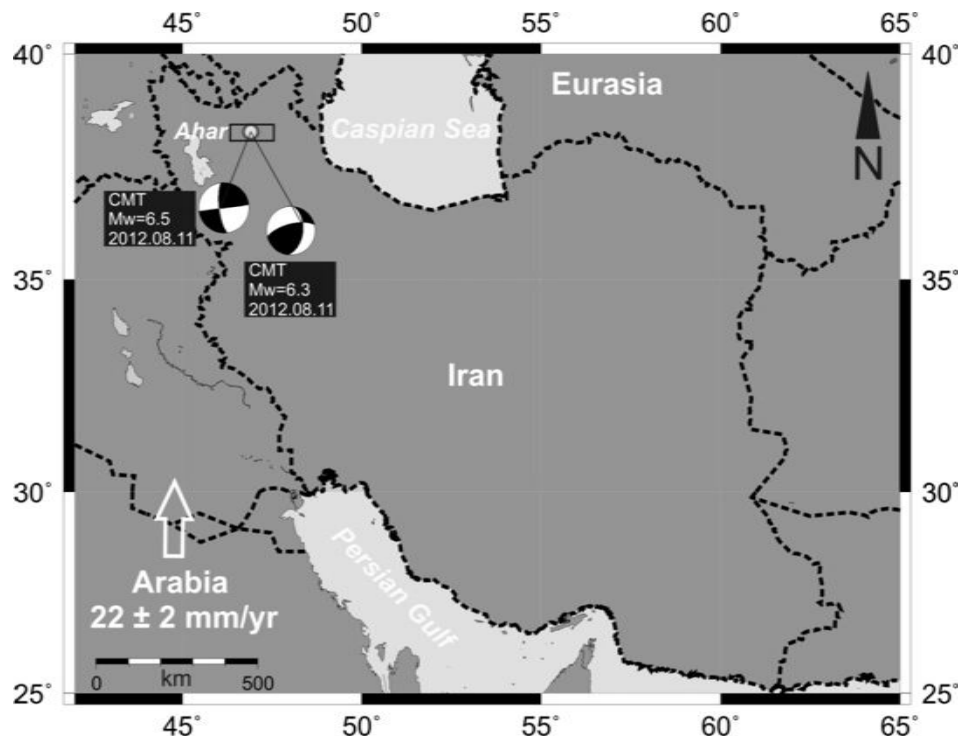 45° 50° 55° 60° 65°
40° 40°
Eurasia
Ahar
Caspian Sea
N
CMT
Mw=6.5
2012.08.11
CMT
Mw=6.3
2012.08.11
35° 35°
Iran
30° 30°
Persian Gulf
Arabia
22 ± 2 mm/yr
0 km 500
25° 25°
45° 50° 55° 60° 65°